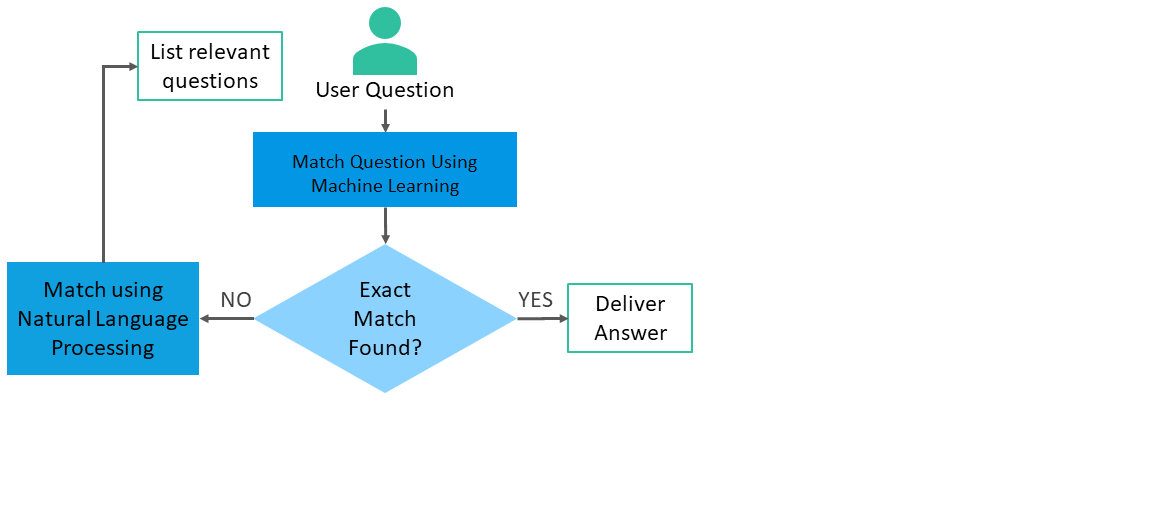 List relevant
questions
User Question
Match Question Using
Machine Learning
Match using
Natural Language
Processing
NO
Exact
Match
Found?
YES
Deliver
Answer